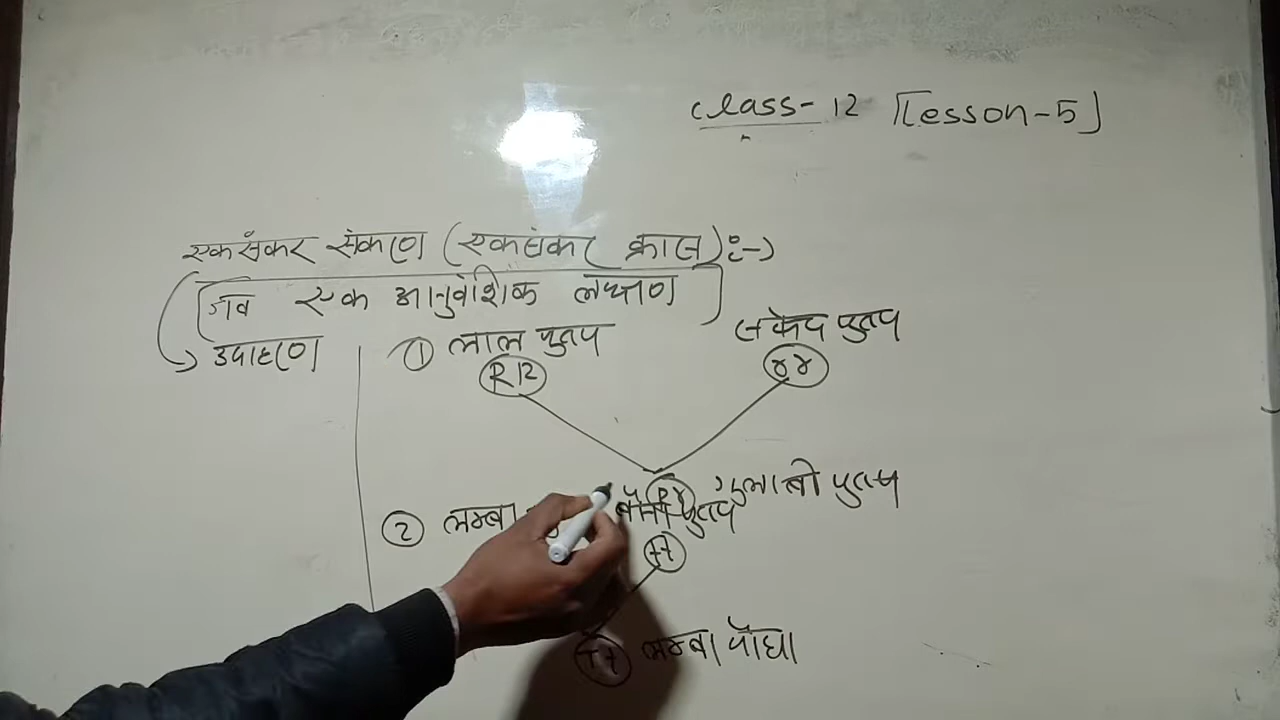 Class-12 [Lesson-5]
एकसंकर संकरण (एकसंकर क्रास):-)
जब एक आनुवंशिक लक्षण
उदाहरण
① लाल पुष्प सफेद पुष्प
RR rr
Rr गुलाबी पुष्प
② लम्बा बौना पुष्प
tt
Tt लम्बा पौधा